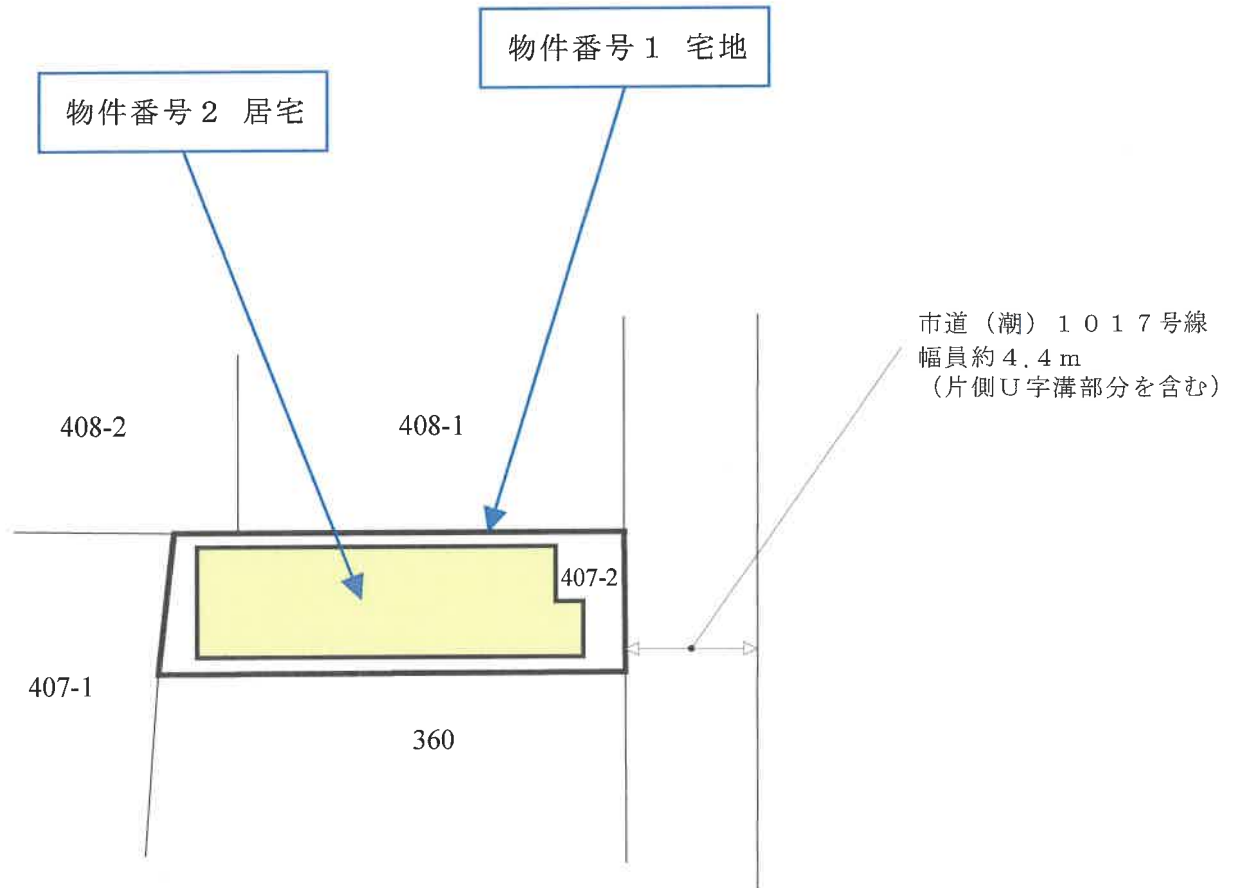 物件番号１ 宅地
物件番号２ 居宅
市道（潮）１０１７号線
幅員約４.４ｍ
（片側Ｕ字溝部分を含む）
408-2
408-1
407-2
407-1
360